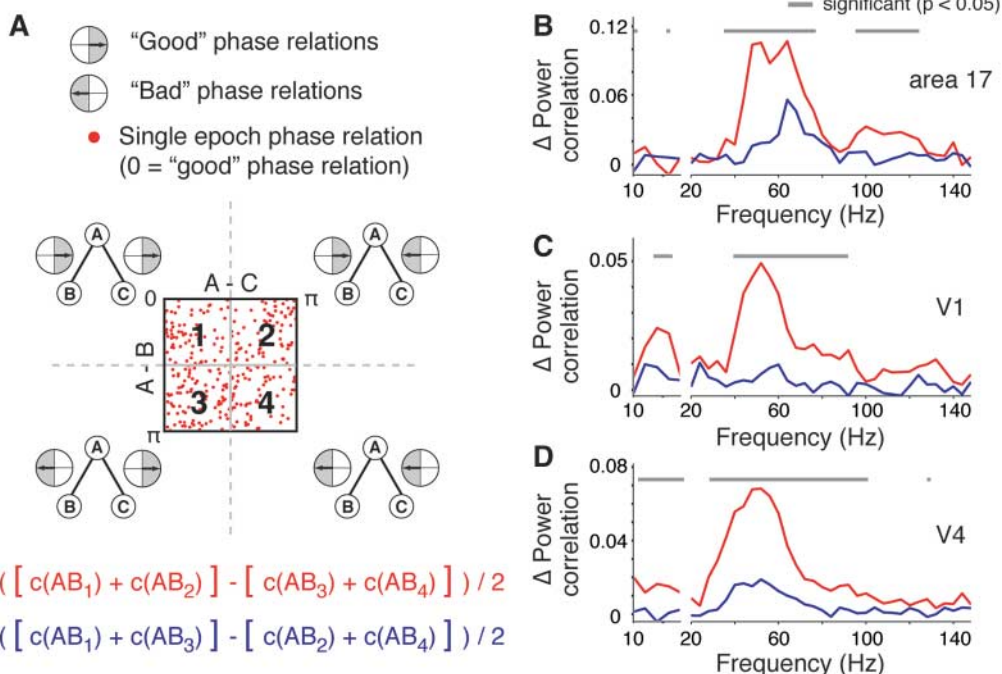 A
"Good" phase relations
"Bad" phase relations
Single epoch phase relation
(0 = "good" phase relation)
A
B C
A
B C
A - C
0 π
A - B
1 2
3 4
π
A
B C
A
B C
([ c(AB₁) + c(AB₂) ] - [ c(AB₃) + c(AB₄) ] ) / 2
([ c(AB₁) + c(AB₃) ] - [ c(AB₂) + c(AB₄) ] ) / 2
significant (p < 0.05)
B
0.12
0.06
0
Δ Power
correlation
area 17
10 20 60 100 140
Frequency (Hz)
C
0.05
0
Δ Power
correlation
V1
10 20 60 100 140
Frequency (Hz)
D
0.08
0.04
0
Δ Power
correlation
V4
10 20 60 100 140
Frequency (Hz)